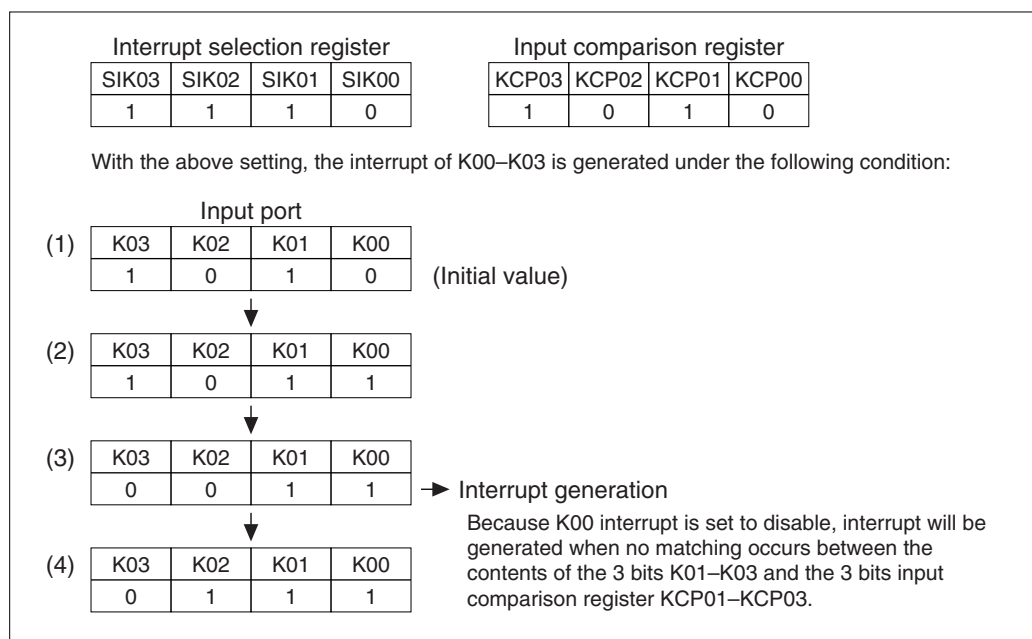 Interrupt selection register
SIK03 SIK02 SIK01 SIK00
1 1 1 0
Input comparison register
KCP03 KCP02 KCP01 KCP00
1 0 1 0
With the above setting, the interrupt of K00–K03 is generated under the following condition:
Input port
(1) K03 K02 K01 K00
1 0 1 0 (Initial value)
(2) K03 K02 K01 K00
1 0 1 1
(3) K03 K02 K01 K00
0 0 1 1 Interrupt generation
Because K00 interrupt is set to disable, interrupt will be
generated when no matching occurs between the
contents of the 3 bits K01–K03 and the 3 bits input
comparison register KCP01–KCP03.
(4) K03 K02 K01 K00
0 1 1 1